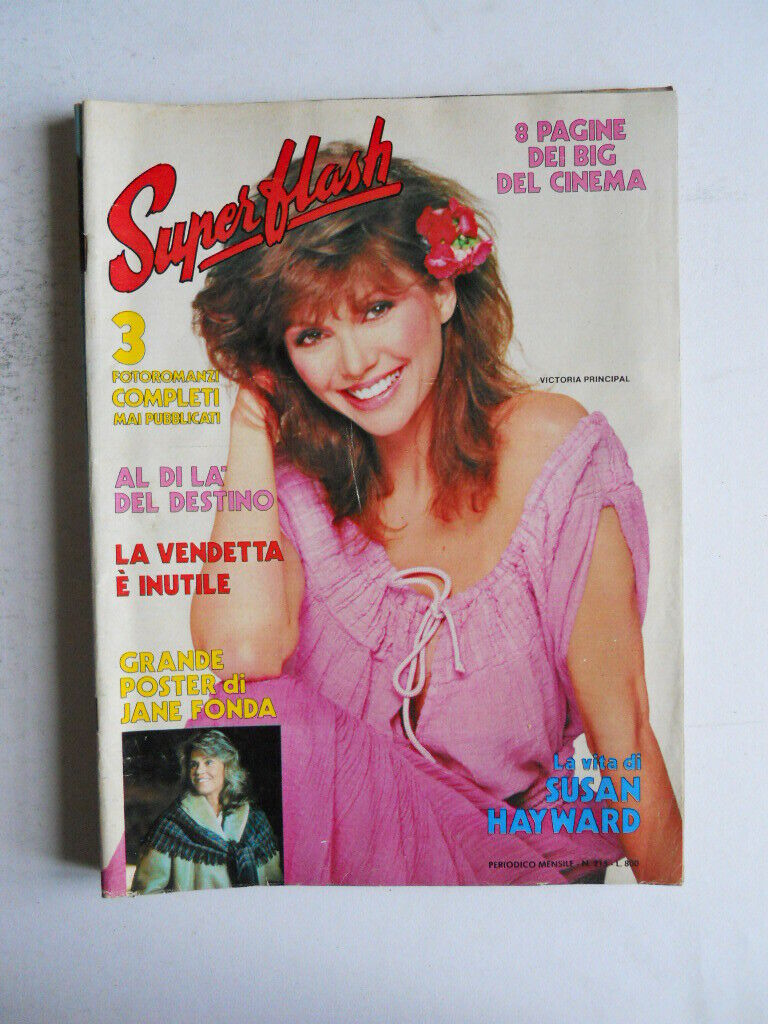 Superflash
8 PAGINE
DEI BIG
DEL CINEMA
3
FOTOROMANZI
COMPLETI
MAI PUBBLICATI
VICTORIA PRINCIPAL
AL DI LA'
DEL DESTINO
LA VENDETTA
È INUTILE
GRANDE
POSTER di
JANE FONDA
La vita di
SUSAN
HAYWARD
PERIODICO MENSILE - N. - L. 800